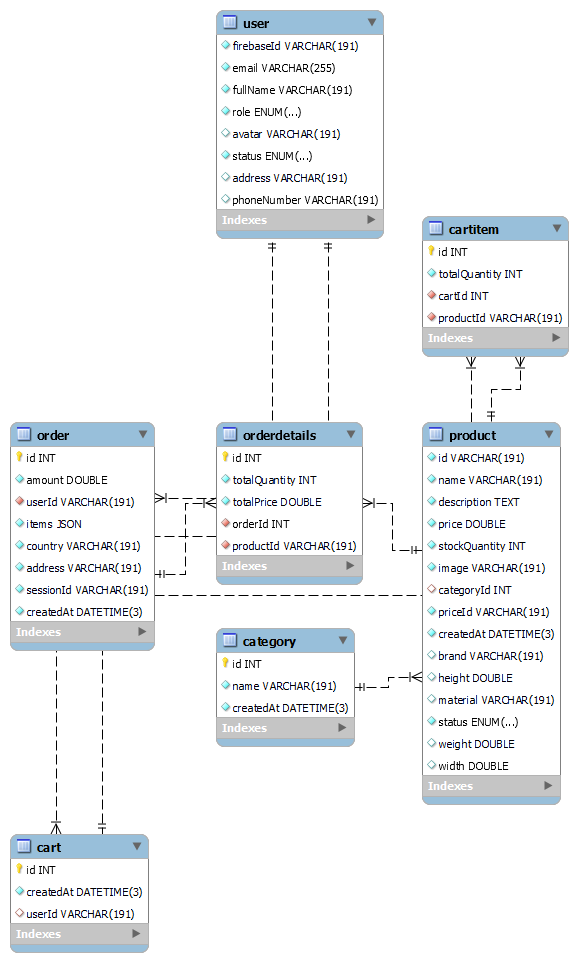 user
firebaseId VARCHAR(191)
email VARCHAR(255)
fullName VARCHAR(191)
role ENUM(...)
avatar VARCHAR(191)
status ENUM(...)
address VARCHAR(191)
phoneNumber VARCHAR(191)
Indexes
cartitem
id INT
totalQuantity INT
cartId INT
productId VARCHAR(191)
Indexes
order
id INT
amount DOUBLE
userId VARCHAR(191)
items JSON
country VARCHAR(191)
address VARCHAR(191)
sessionId VARCHAR(191)
createdAt DATETIME(3)
Indexes
orderdetails
id INT
totalQuantity INT
totalPrice DOUBLE
orderId INT
productId VARCHAR(191)
Indexes
product
id VARCHAR(191)
name VARCHAR(191)
description TEXT
price DOUBLE
stockQuantity INT
image VARCHAR(191)
categoryId INT
priceId VARCHAR(191)
createdAt DATETIME(3)
brand VARCHAR(191)
height DOUBLE
material VARCHAR(191)
status ENUM(...)
weight DOUBLE
width DOUBLE
Indexes
category
id INT
name VARCHAR(191)
createdAt DATETIME(3)
Indexes
cart
id INT
createdAt DATETIME(3)
userId VARCHAR(191)
Indexes